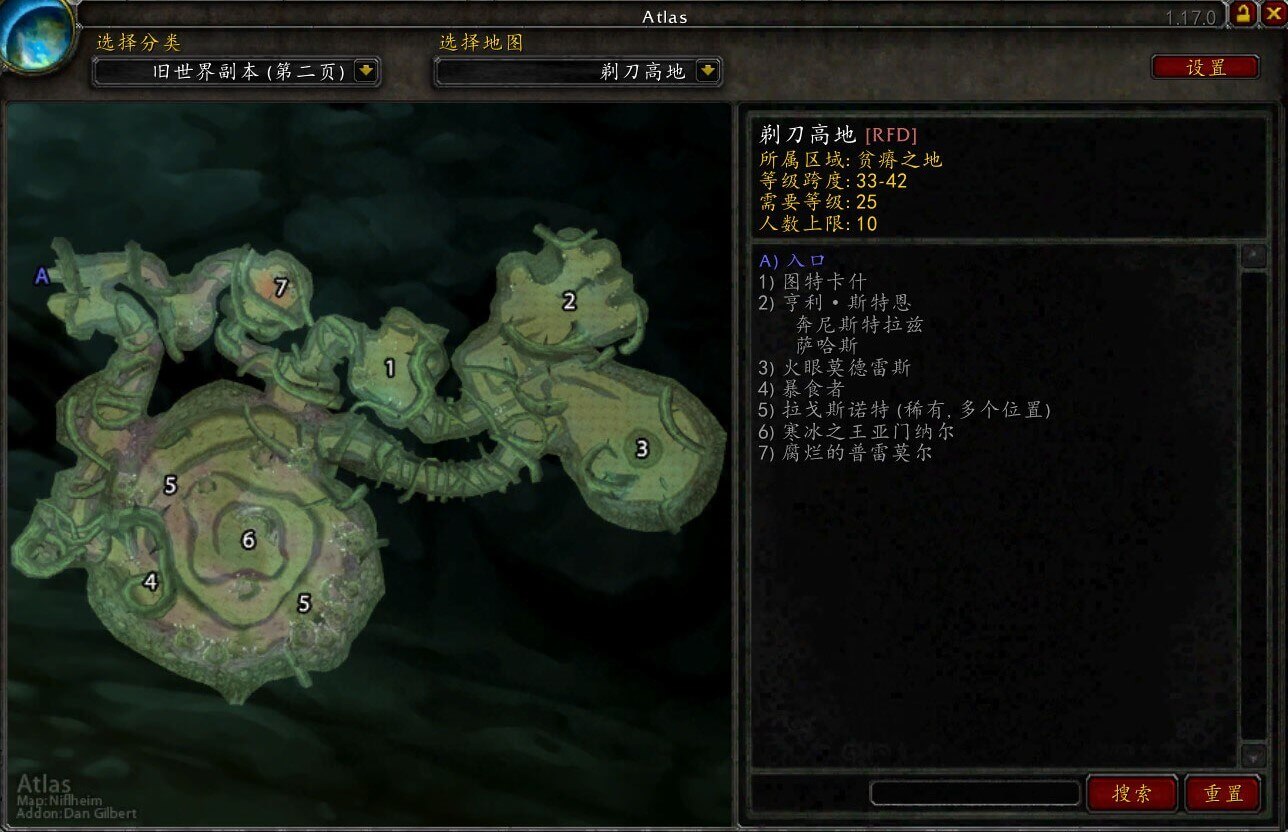 Atlas
1.17.0
选择分类
选择地图
旧世界副本 (第二页)
剃刀高地
设置
剃刀高地 [RFD]
所属区域: 贫瘠之地
等级跨度: 33-42
需要等级: 25
人数上限: 10
A) 入口
1) 图特卡什
2) 亨利·斯特恩
奔尼斯特拉兹
萨哈斯
3) 火眼莫德雷斯
4) 暴食者
5) 拉戈斯诺特 (稀有, 多个位置)
6) 寒冰之王亚门纳尔
7) 腐烂的普雷莫尔
A
7
2
1
3
5
6
4
5
Atlas
Map:Niflheim
Addon:Dan Gilbert
搜索
重置